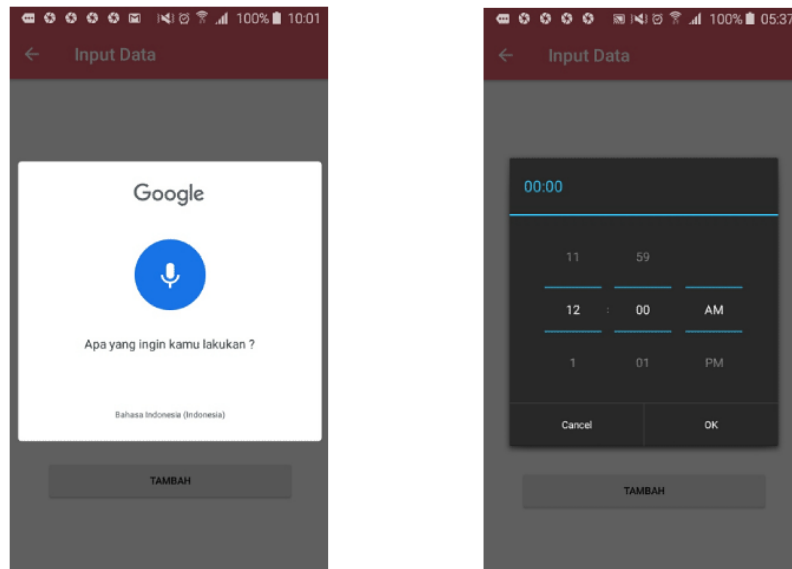 100% 10:01
Input Data
Google
Apa yang ingin kamu lakukan ?
Bahasa Indonesia (Indonesia)
TAMBAH
100% 05:37
Input Data
00:00
11 59
12 : 00 AM
1 01 PM
Cancel OK
TAMBAH